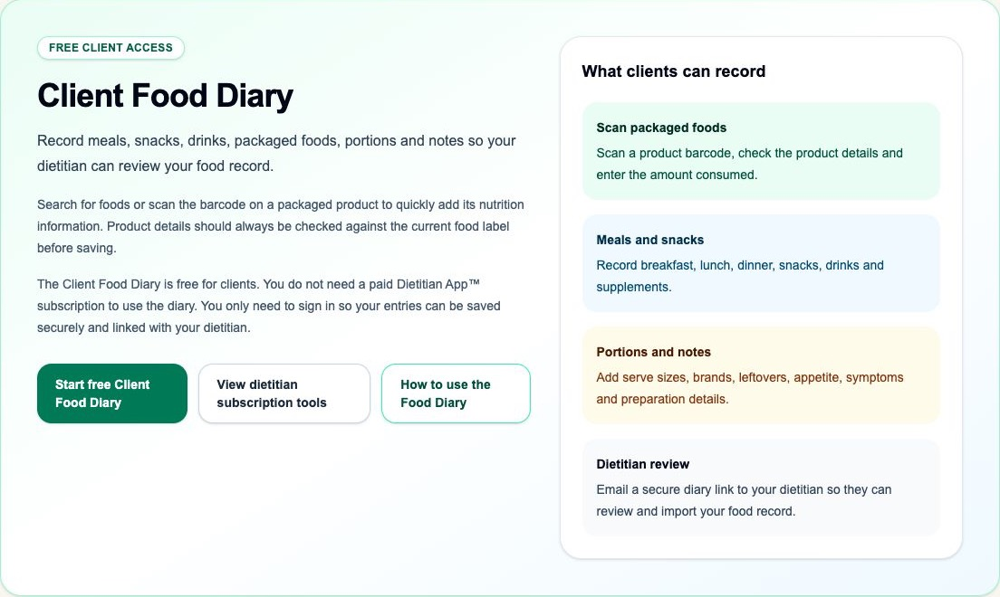 FREE CLIENT ACCESS
Client Food Diary
Record meals, snacks, drinks, packaged foods, portions and notes so your
dietitian can review your food record.
Search for foods or scan the barcode on a packaged product to quickly add its nutrition
information. Product details should always be checked against the current food label
before saving.
The Client Food Diary is free for clients. You do not need a paid Dietitian App™
subscription to use the diary. You only need to sign in so your entries can be saved
securely and linked with your dietitian.
Start free Client
Food Diary
View dietitian
subscription tools
How to use the
Food Diary
What clients can record
Scan packaged foods
Scan a product barcode, check the product details and
enter the amount consumed.
Meals and snacks
Record breakfast, lunch, dinner, snacks, drinks and
supplements.
Portions and notes
Add serve sizes, brands, leftovers, appetite, symptoms
and preparation details.
Dietitian review
Email a secure diary link to your dietitian so they can
review and import your food record.